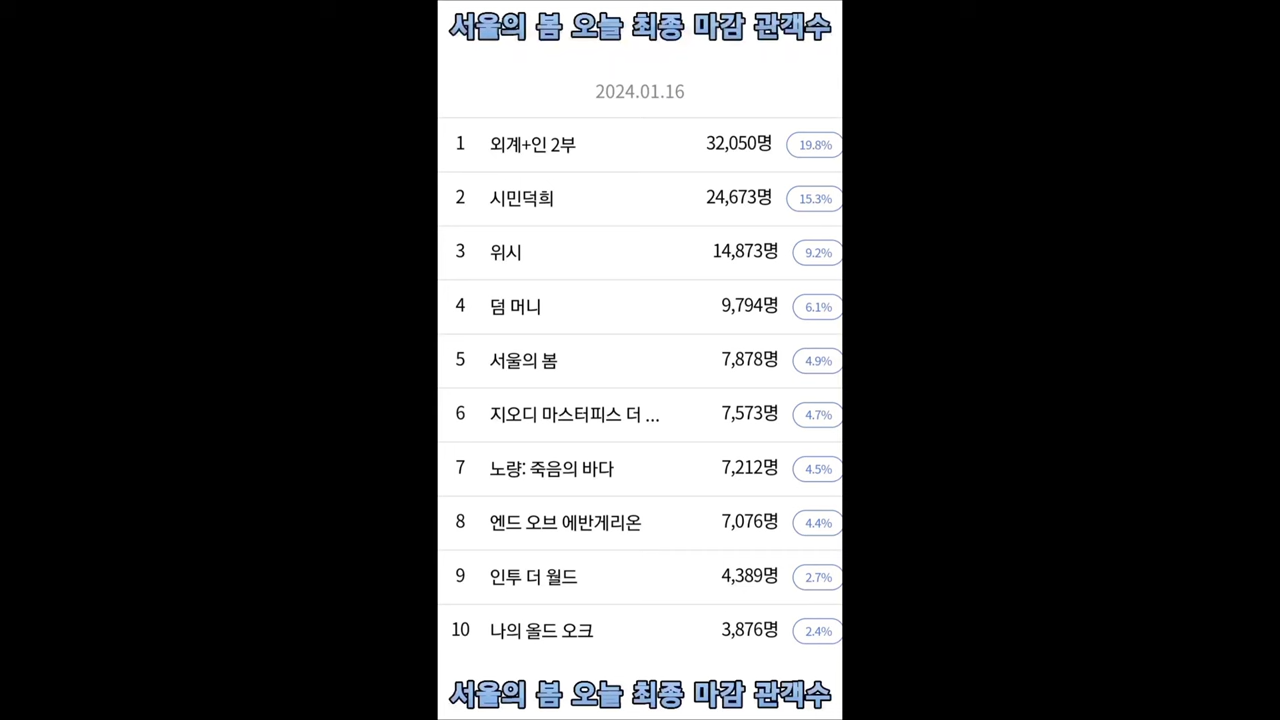 서울의 봄 오늘 최종 마감 관객수
2024.01.16
1 외계+인 2부 32,050명 19.8%
2 시민덕희 24,673명 15.3%
3 위시 14,873명 9.2%
4 덤 머니 9,794명 6.1%
5 서울의 봄 7,878명 4.9%
6 지오디 마스터피스 더 ... 7,573명 4.7%
7 노량: 죽음의 바다 7,212명 4.5%
8 엔드 오브 에반게리온 7,076명 4.4%
9 인투 더 월드 4,389명 2.7%
10 나의 올드 오크 3,876명 2.4%
서울의 봄 오늘 최종 마감 관객수